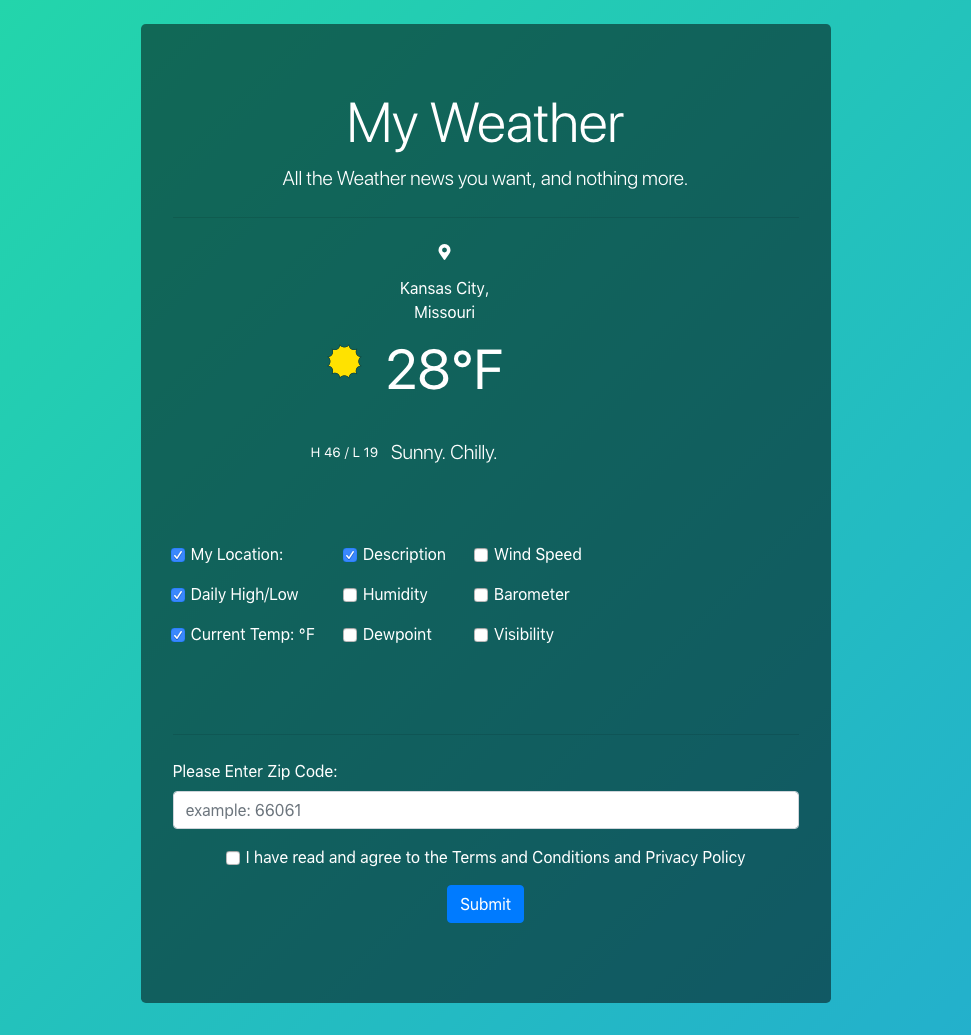 My Weather
All the Weather news you want, and nothing more.
Kansas City,
Missouri
28°F
H 46 / L 19 Sunny. Chilly.
My Location: Description Wind Speed
Daily High/Low Humidity Barometer
Current Temp: °F Dewpoint Visibility
Please Enter Zip Code:
example: 66061
I have read and agree to the Terms and Conditions and Privacy Policy
Submit